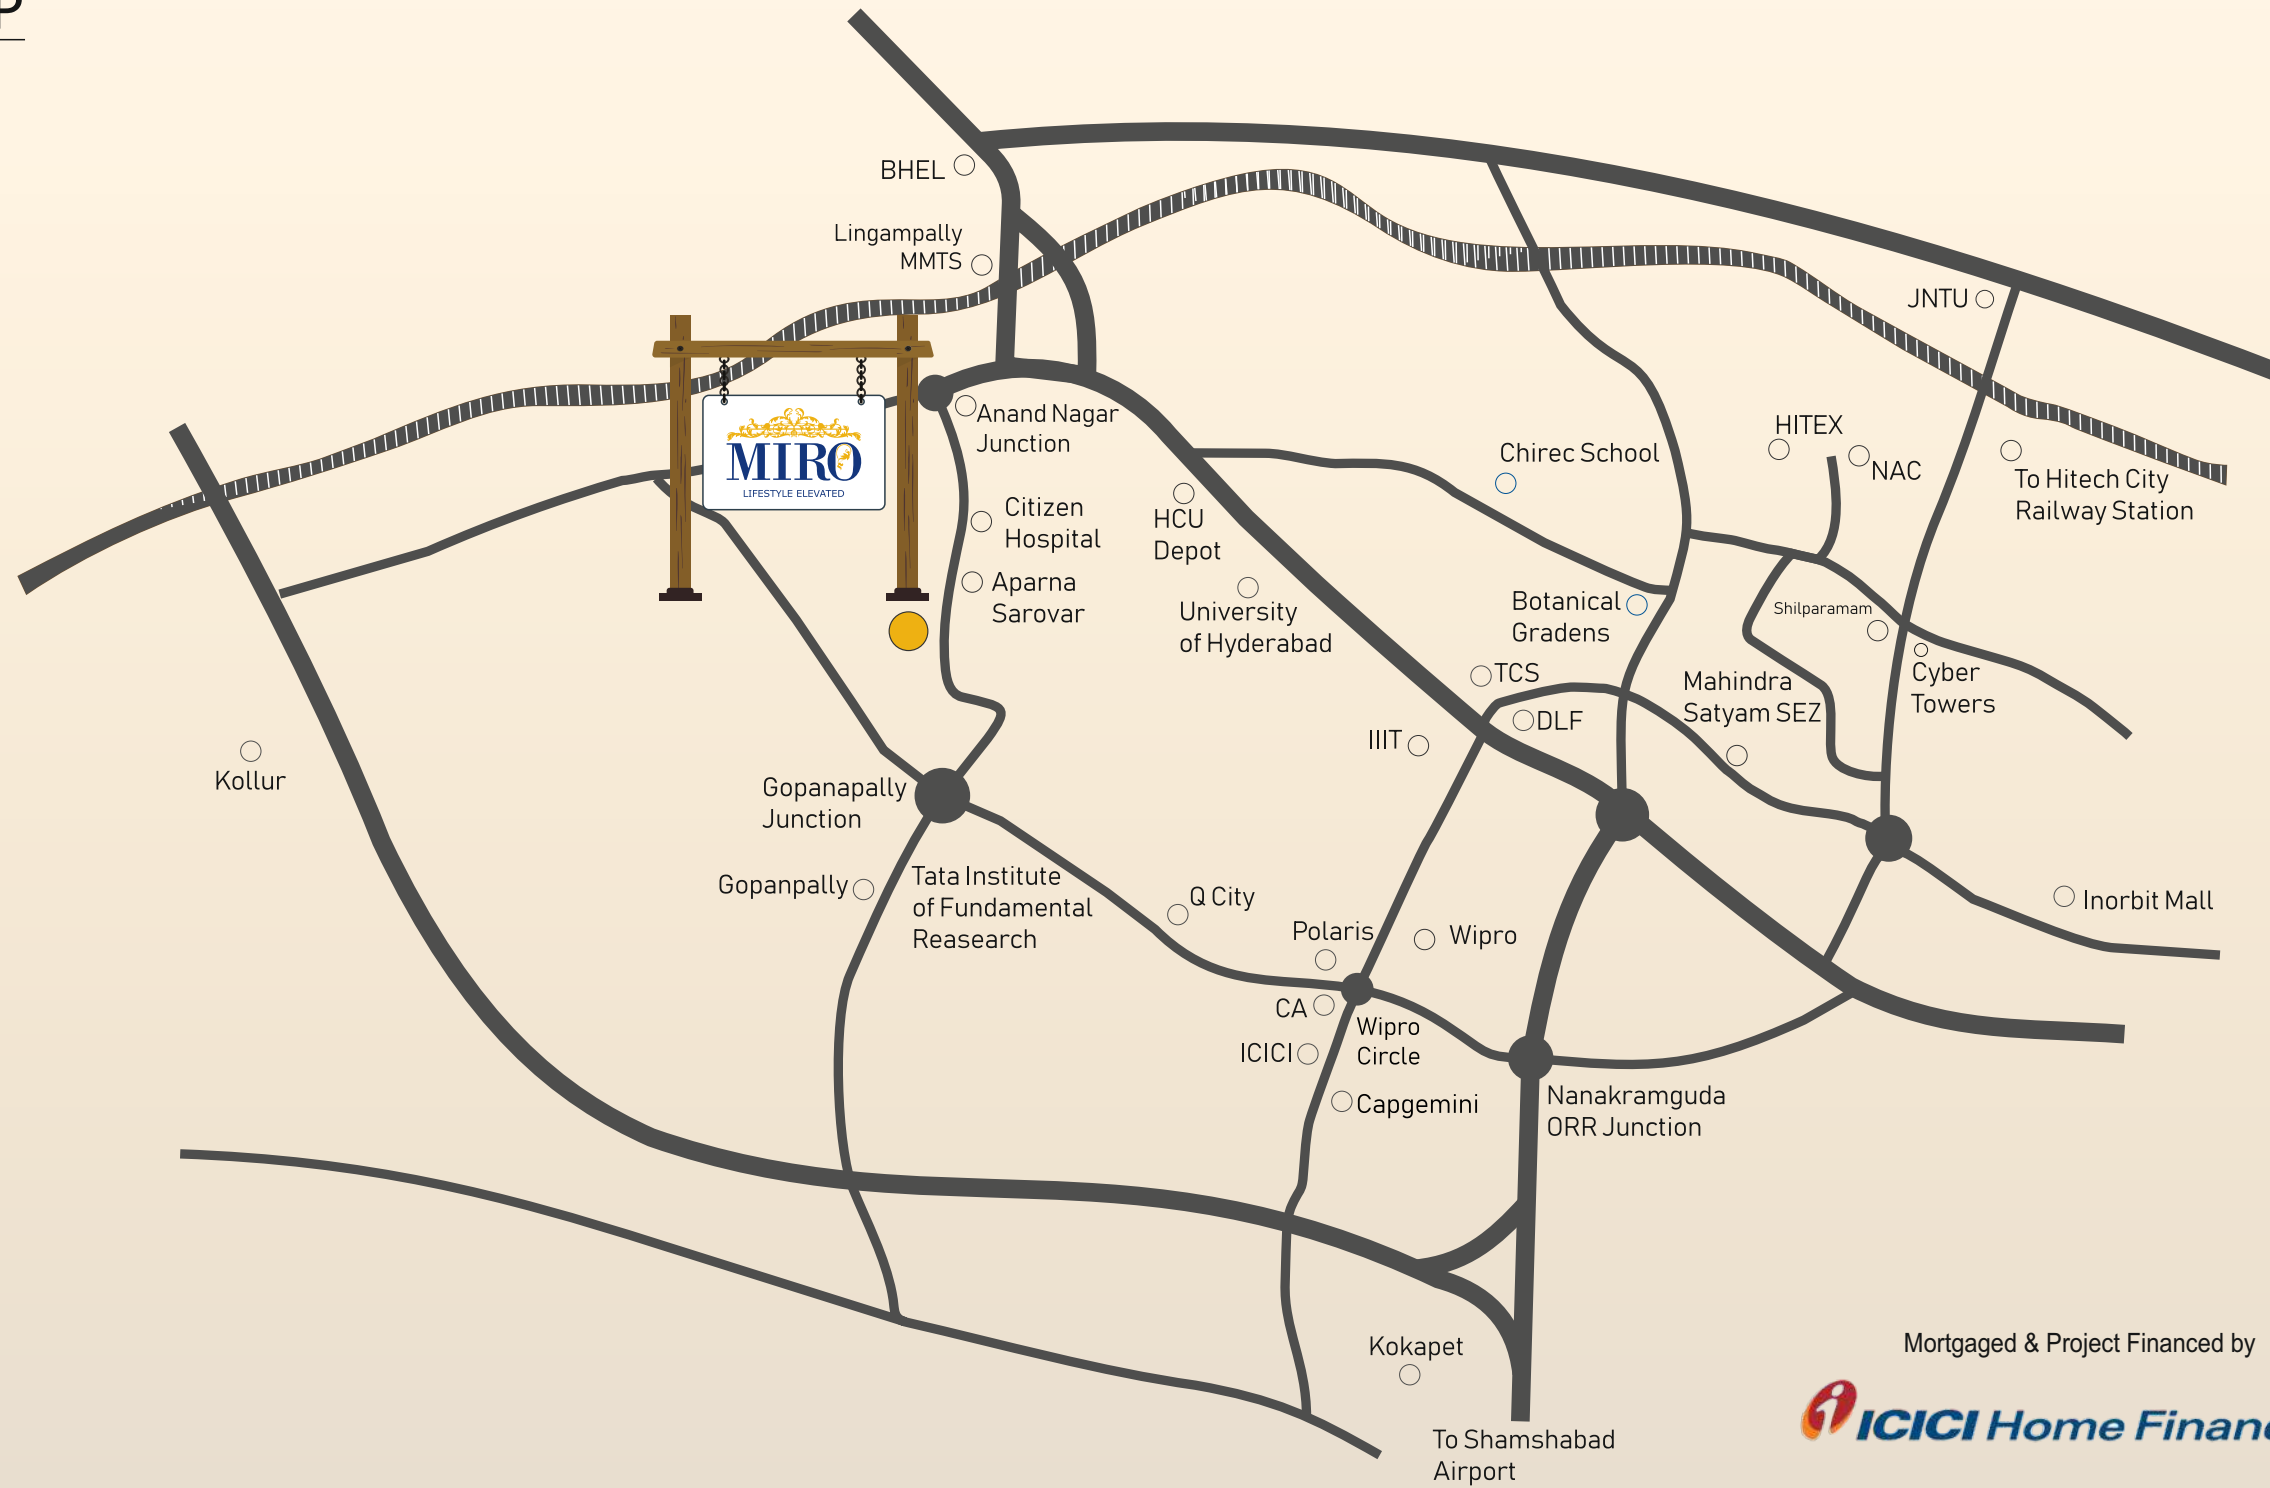 P
BHEL
Lingampally
MMTS
JNTU
MIRO
LIFESTYLE ELEVATED
Anand Nagar
Junction
Chirec School
HITEX
NAC
To Hitech City
Railway Station
Citizen
Hospital
HCU
Depot
Aparna
Sarovar
University
of Hyderabad
Botanical
Gradens
Shilparamam
TCS
Mahindra
Satyam SEZ
Cyber
Towers
DLF
IIIT
Kollur
Gopanapally
Junction
Gopanpally
Tata Institute
of Fundamental
Reasearch
Q City
Polaris
Wipro
Inorbit Mall
CA
Wipro
Circle
ICICI
Capgemini
Nanakramguda
ORR Junction
Kokapet
To Shamshabad
Airport
Mortgaged & Project Financed by
i
ICICI Home Finan